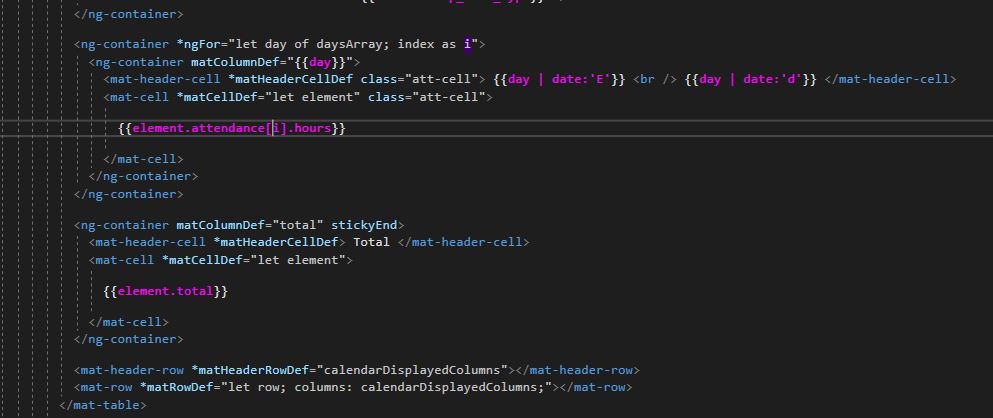 </ng-container>
<ng-container *ngFor="let day of daysArray; index as i">
<ng-container matColumnDef="{{day}}">
<mat-header-cell *matHeaderCellDef class="att-cell"> {{day | date:'E'}} <br /> {{day | date:'d'}} </mat-header-cell>
<mat-cell *matCellDef="let element" class="att-cell">
{{element.attendance[i].hours}}
</mat-cell>
</ng-container>
</ng-container>
<ng-container matColumnDef="total" stickyEnd>
<mat-header-cell *matHeaderCellDef> Total </mat-header-cell>
<mat-cell *matCellDef="let element">
{{element.total}}
</mat-cell>
</ng-container>
<mat-header-row *matHeaderRowDef="calendarDisplayedColumns"></mat-header-row>
<mat-row *matRowDef="let row; columns: calendarDisplayedColumns;"></mat-row>
</mat-table>